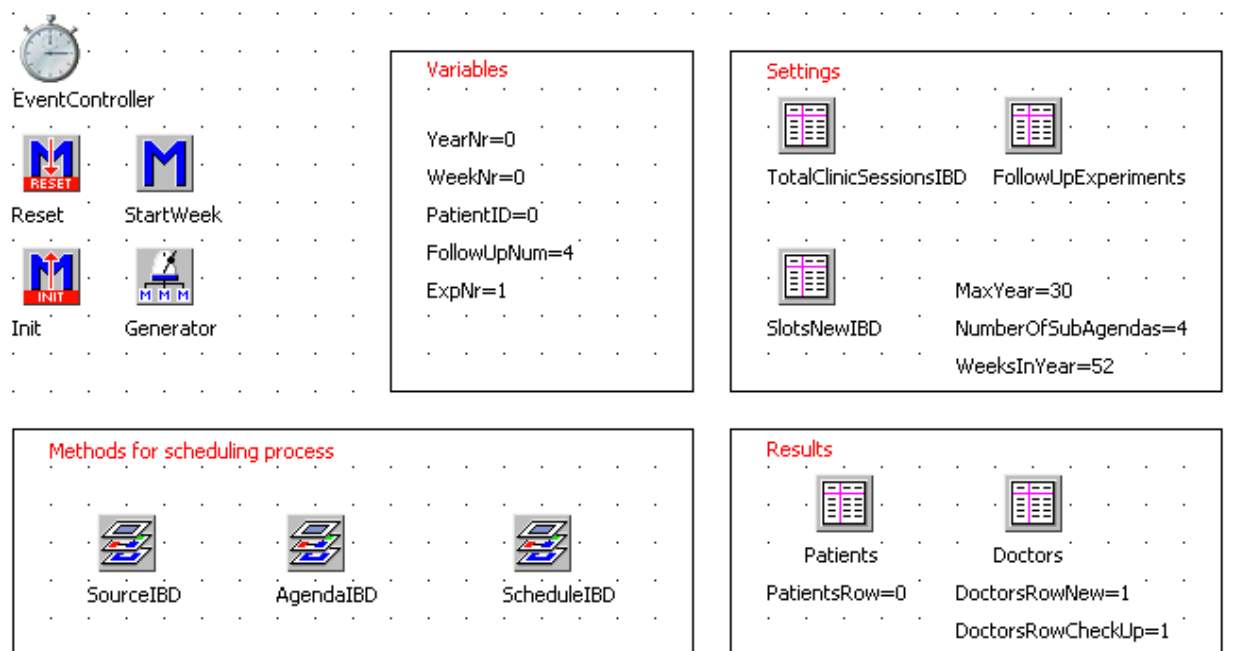 EventController
RESET
Reset
StartWeek
INIT
M M M
Init
Generator
Variables
YearNr=0
WeekNr=0
PatientID=0
FollowUpNum=4
ExpNr=1
Settings
TotalClinicSessionsIBD
FollowUpExperiments
SlotsNewIBD
MaxYear=30
NumberOfSubAgendas=4
WeeksInYear=52
Methods for scheduling process
SourceIBD
AgendaIBD
ScheduleIBD
Results
Patients
Doctors
PatientsRow=0
DoctorsRowNew=1
DoctorsRowCheckUp=1